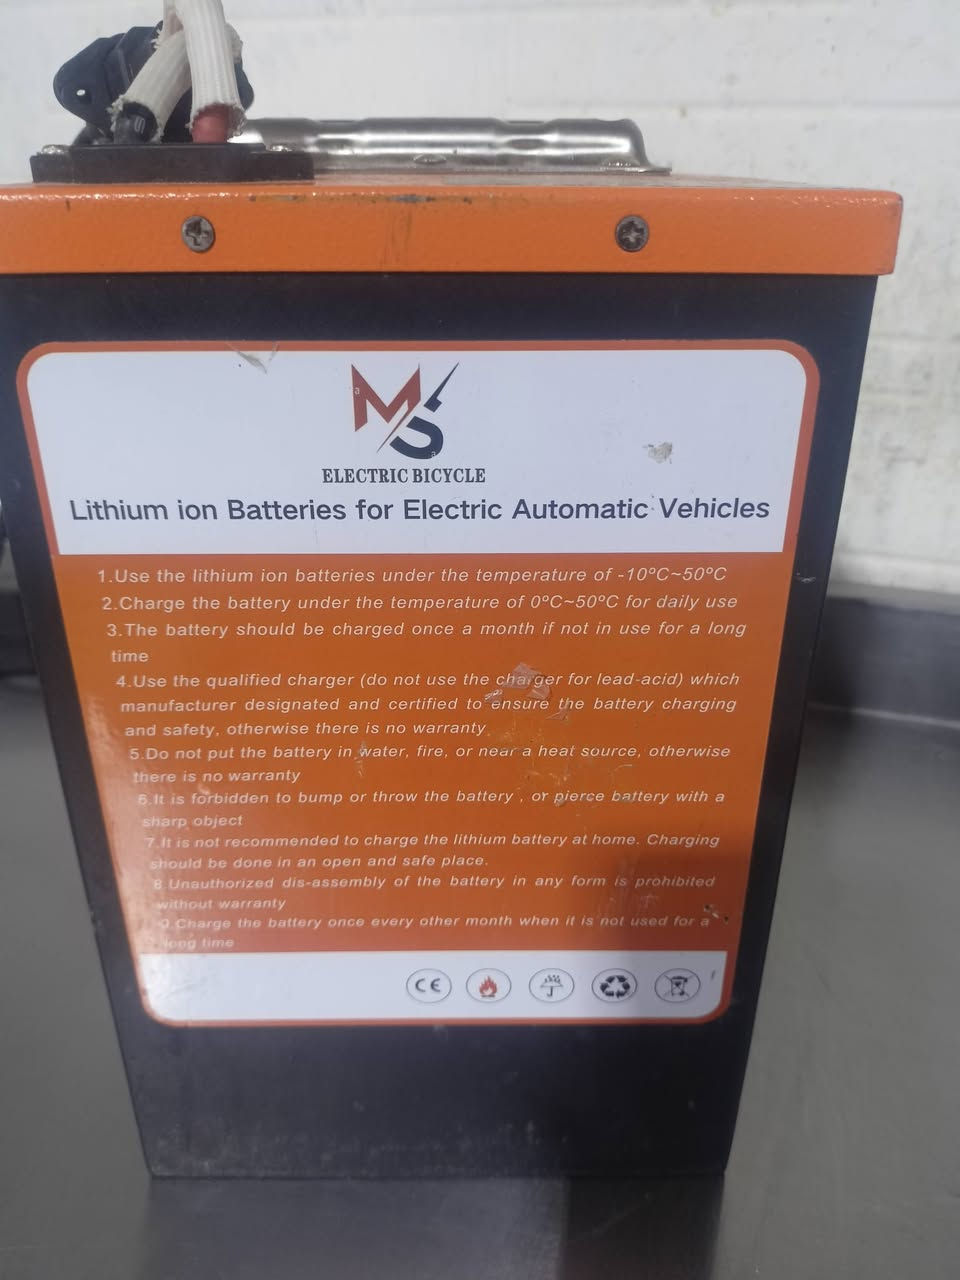 MS
ELECTRIC BICYCLE
Lithium ion Batteries for Electric Automatic Vehicles
1.Use the lithium ion batteries under the temperature of -10ºC~50ºC
2.Charge the battery under the temperature of 0ºC~50ºC for daily use
3.The battery should be charged once a month if not in use for a long
time
4.Use the qualified charger (do not use the charger for lead-acid) which
manufacturer designated and certified to ensure the battery charging
and safety, otherwise there is no warranty
5.Do not put the battery in water, fire, or near a heat source, otherwise
there is no warranty
6.It is forbidden to bump or throw the battery , or pierce battery with a
sharp object
7.It is not recommended to charge the lithium battery at home. Charging
should be done in an open and safe place.
8.Unauthorized dis-assembly of the battery in any form is prohibited
without warranty
9.Charge the battery once every other month when it is not used for a
long time
CE